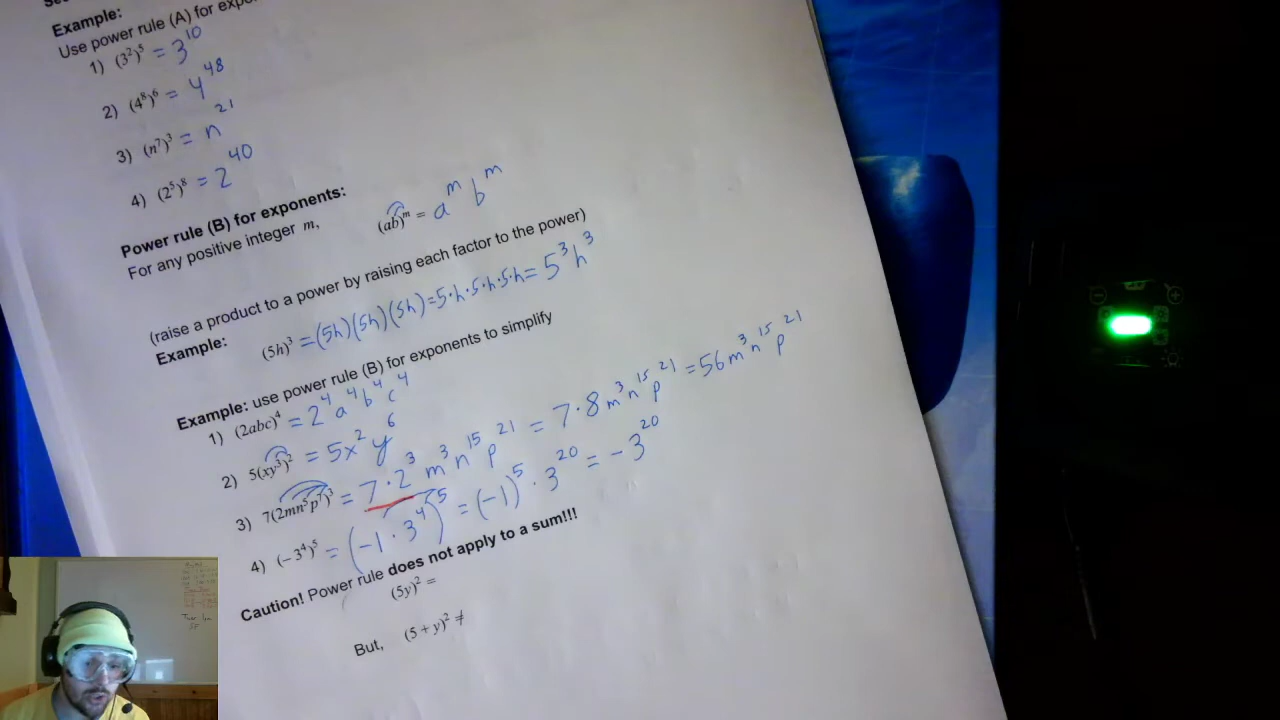 Example:
Use power rule (A) for expo
1) (3²)⁵ = 3¹⁰
2) (4⁸)⁶ = 4⁴⁸
3) (n⁷)³ = n²¹
4) (2⁵)⁸ = 2⁴⁰
Power rule (B) for exponents:
For any positive integer m, (ab)ᵐ = aᵐ bᵐ
(raise a product to a power by raising each factor to the power)
Example: (5h)³ = (5h)(5h)(5h) = 5·h·5·h·5·h = 5³h³
Example: use power rule (B) for exponents to simplify
1) (2abc)⁴ = 2⁴a⁴b⁴c⁴
2) 5(xy³)² = 5x²y⁶
3) 7(2mn⁵p⁷)³ = 7·2³m³n¹⁵p²¹ = 7·8m³n¹⁵p²¹ = 56m³n¹⁵p²¹
4) (−3⁴)⁵ = (−1·3⁴)⁵ = (−1)⁵·3²⁰ = −3²⁰
Caution! Power rule does not apply to a sum!!!
(5y)² =
But, (5 + y)² ≠